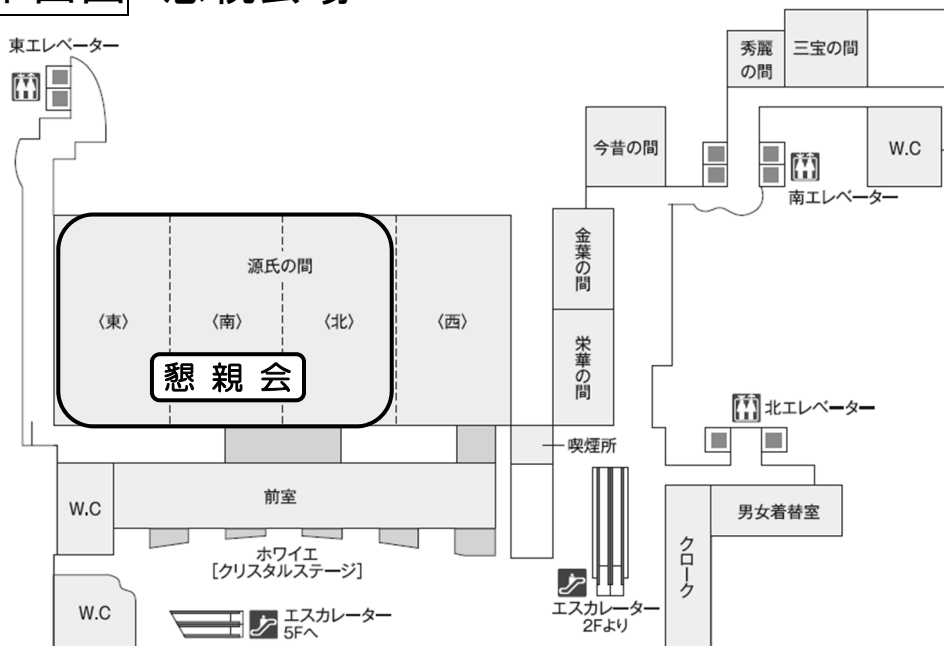 懇親会場
東エレベーター
秀麗
の間
三宝の間
今昔の間
W.C
南エレベーター
源氏の間
金葉の間
〈東〉
〈南〉
〈北〉
〈西〉
栄華の間
懇親会
北エレベーター
喫煙所
前室
W.C
男女着替室
クローク
ホワイエ
[クリスタルステージ]
W.C
エスカレーター
5Fへ
エスカレーター
2Fより